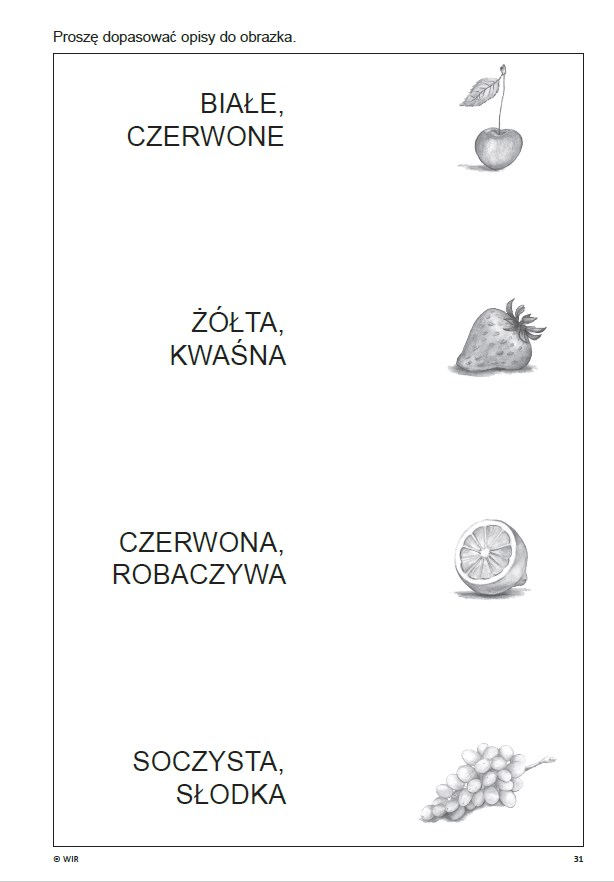 Proszę dopasować opisy do obrazka.
BIAŁE,
CZERWONE
ŻÓŁTA,
KWAŚNA
CZERWONA,
ROBACZYWA
SOCZYSTA,
SŁODKA
© WIR
31